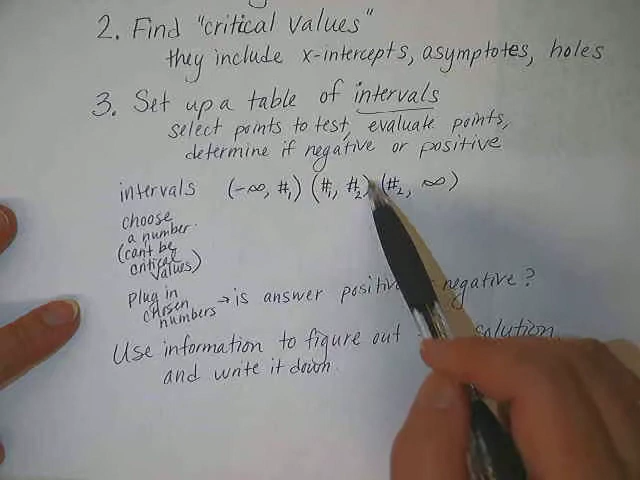 2. Find "critical values"
they include x-intercepts, asymptotes, holes
3. Set up a table of intervals
select points to test, evaluate points,
determine if negative or positive
intervals (-∞, #₁) (#₁, #₂) (#₂, ∞)
choose
a number
(can't be
critical
values)
Plug in
chosen
numbers → is answer positive negative?
Use information to figure out solution
and write it down.